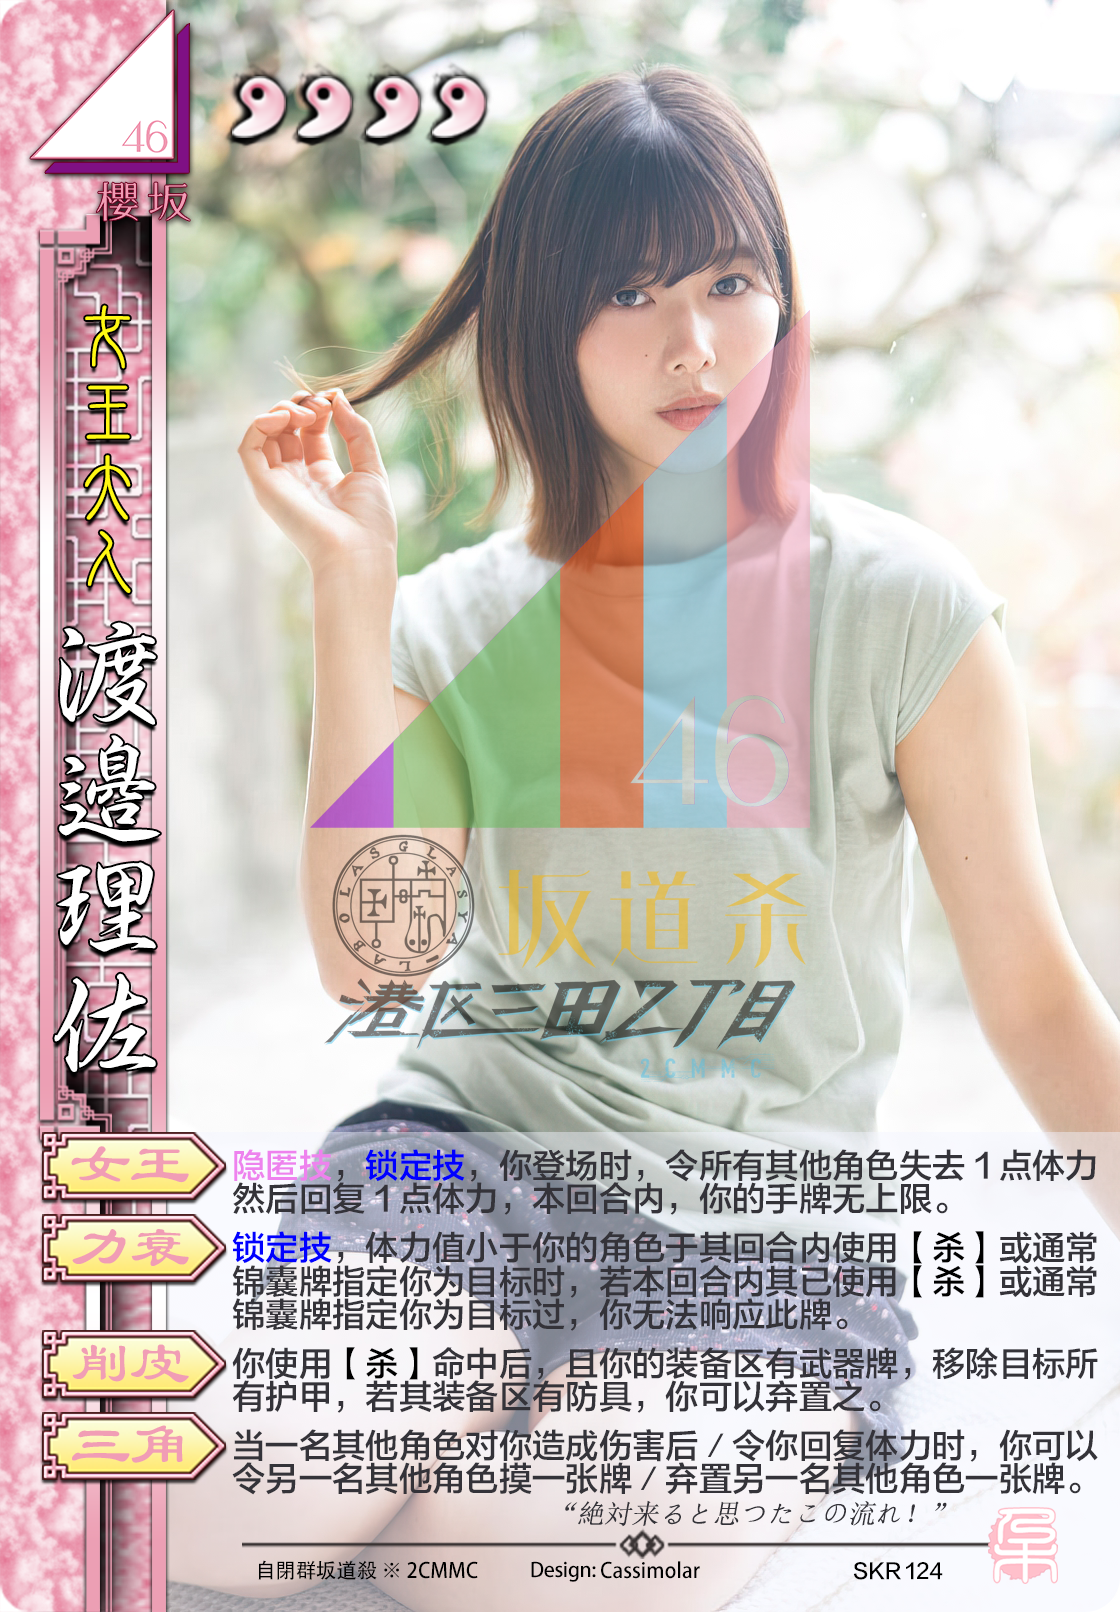 46
櫻坂
女王大人
渡邉理佐
46
GLASYA-LABOLAS
坂道杀
港区三田2丁目
2CMMC
女王
隐匿技，锁定技，你登场时，令所有其他角色失去1点体力
然后回复1点体力，本回合内，你的手牌无上限。
力衰
锁定技，体力值小于你的角色于其回合内使用【杀】或通常
锦囊牌指定你为目标时，若本回合内其已使用【杀】或通常
锦囊牌指定你为目标过，你无法响应此牌。
削皮
你使用【杀】命中后，且你的装备区有武器牌，移除目标所
有护甲，若其装备区有防具，你可以弃置之。
三角
当一名其他角色对你造成伤害后/令你回复体力时，你可以
令另一名其他角色摸一张牌/弃置另一名其他角色一张牌。
“絶対来ると思つたこの流れ！”
自閉群坂道殺 ※ 2CMMC
Design: Cassimolar
SKR124